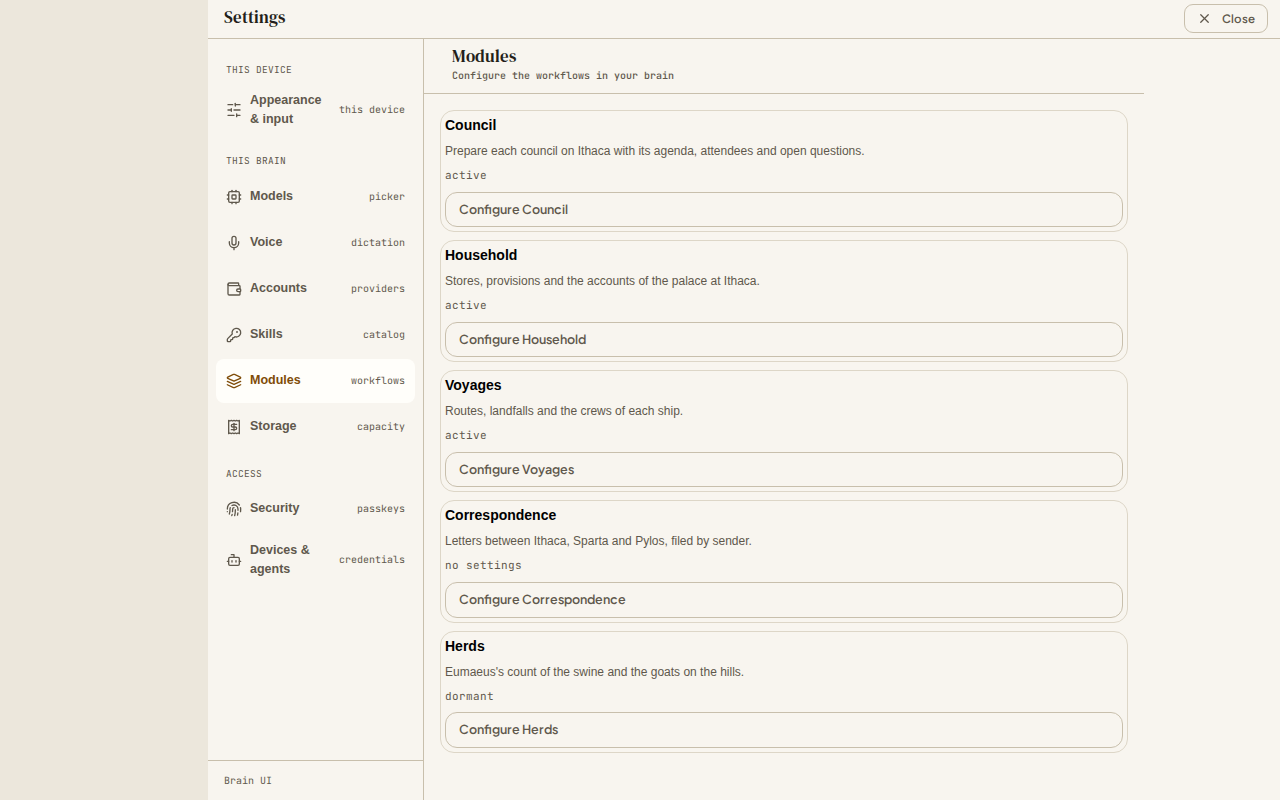 Settings
Close
THIS DEVICE
Appearance
& input
this device
THIS BRAIN
Models
picker
Voice
dictation
Accounts
providers
Skills
catalog
Modules
workflows
Storage
capacity
ACCESS
Security
passkeys
Devices &
agents
credentials
Brain UI
Modules
Configure the workflows in your brain
Council
Prepare each council on Ithaca with its agenda, attendees and open questions.
active
Configure Council
Household
Stores, provisions and the accounts of the palace at Ithaca.
active
Configure Household
Voyages
Routes, landfalls and the crews of each ship.
active
Configure Voyages
Correspondence
Letters between Ithaca, Sparta and Pylos, filed by sender.
no settings
Configure Correspondence
Herds
Eumaeus's count of the swine and the goats on the hills.
dormant
Configure Herds